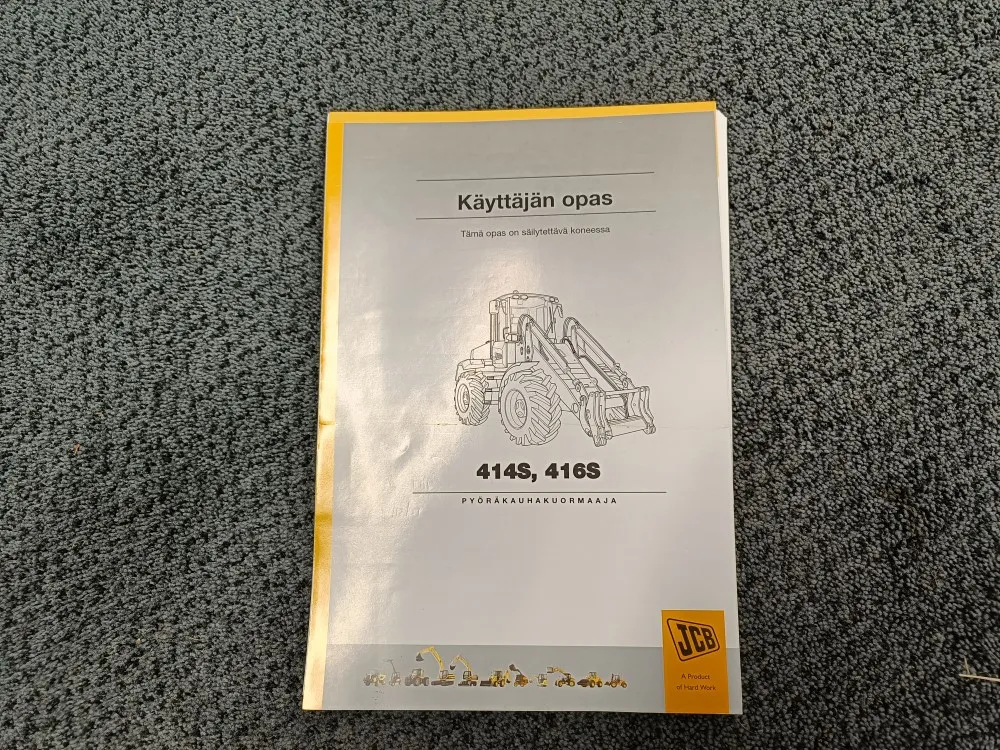 Käyttäjän opas
Tämä opas on säilytettävä koneessa
414S, 416S
PYÖRÄKAUHAKUORMAAJA
JCB
A Product
of Hard Work